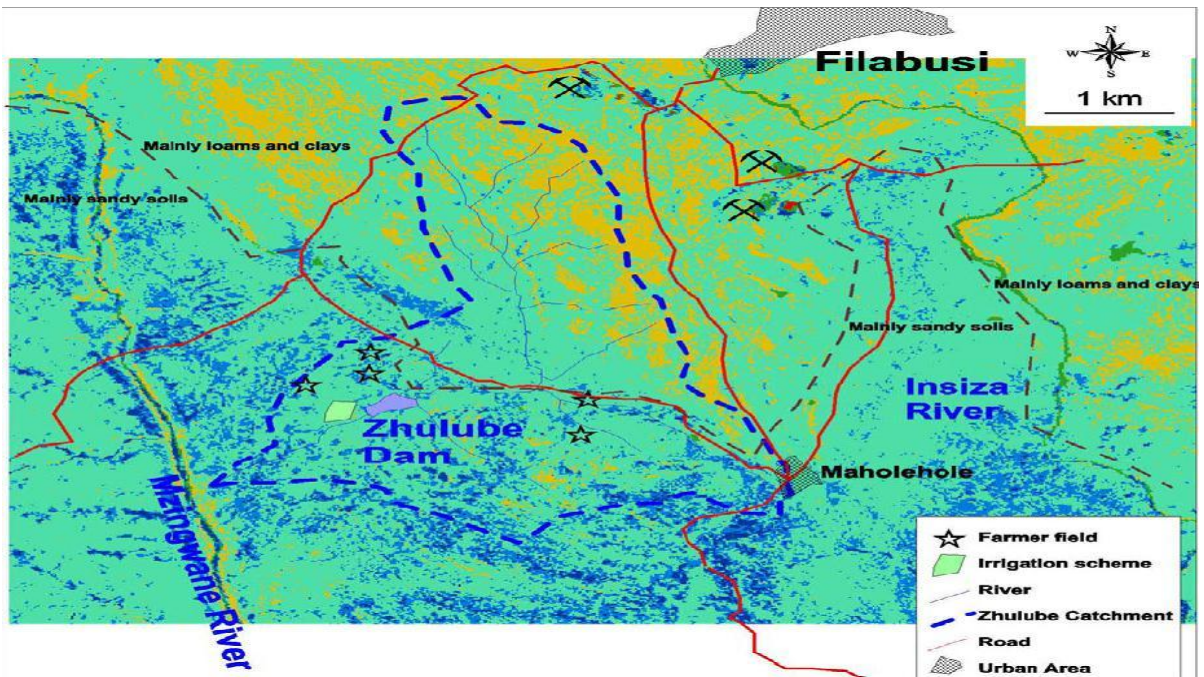 Filabusi
N
W E
S
1 km
Mainly loams and clays
Mainly sandy soils
Mainly loams and clays
Mainly sandy soils
Insiza
River
Zhulube
Dam
Maholehole
Mzingwane River
Farmer field
Irrigation scheme
River
Zhulube Catchment
Road
Urban Area